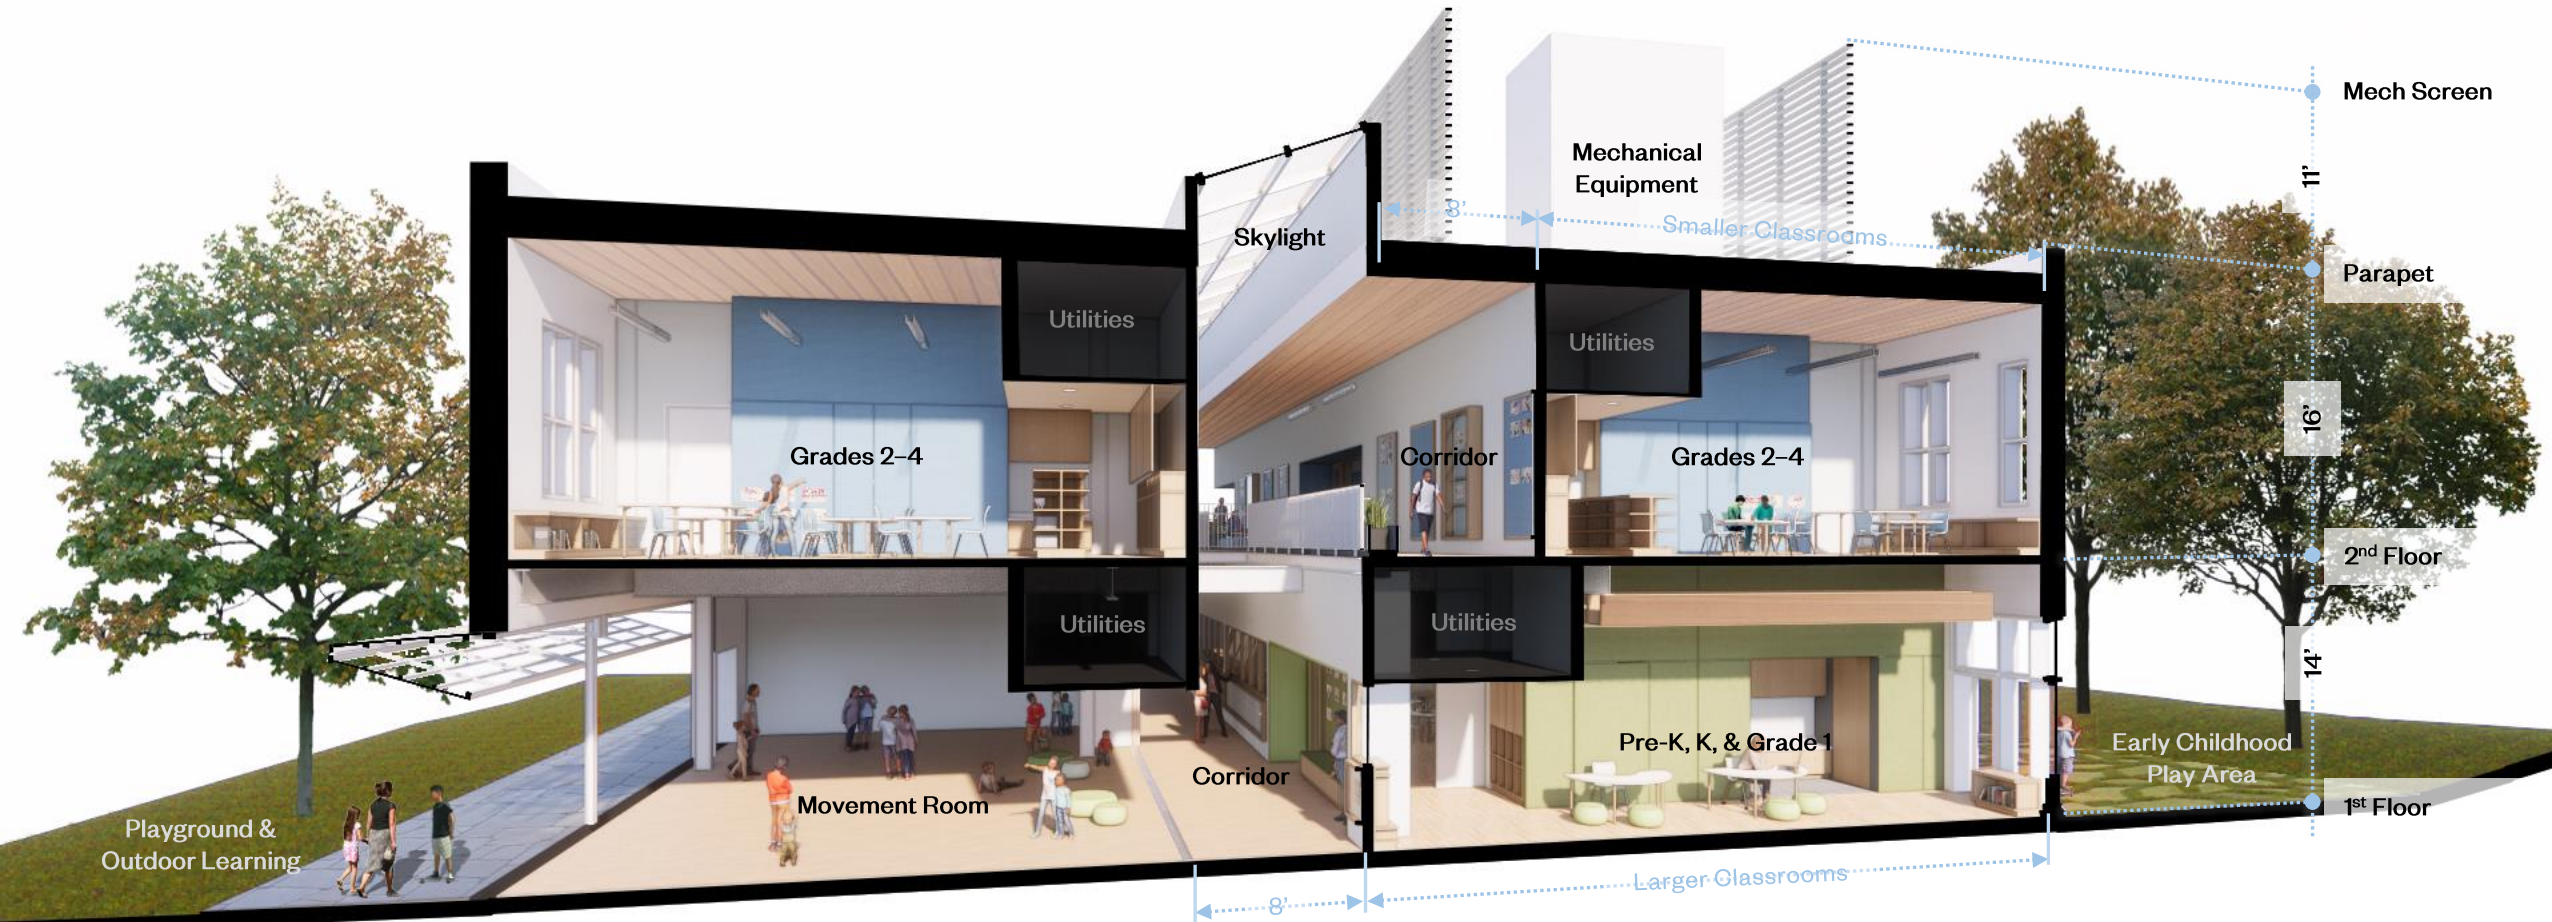 Mech Screen
11’
Mechanical
Equipment
8’
Smaller Classrooms
Skylight
Parapet
Utilities
Utilities
16’
Grades 2–4
Corridor
Grades 2–4
2nd Floor
Utilities
Utilities
14’
Pre-K, K, & Grade 1
Early Childhood
Play Area
Corridor
Movement Room
1st Floor
Playground &
Outdoor Learning
Larger Classrooms
8’